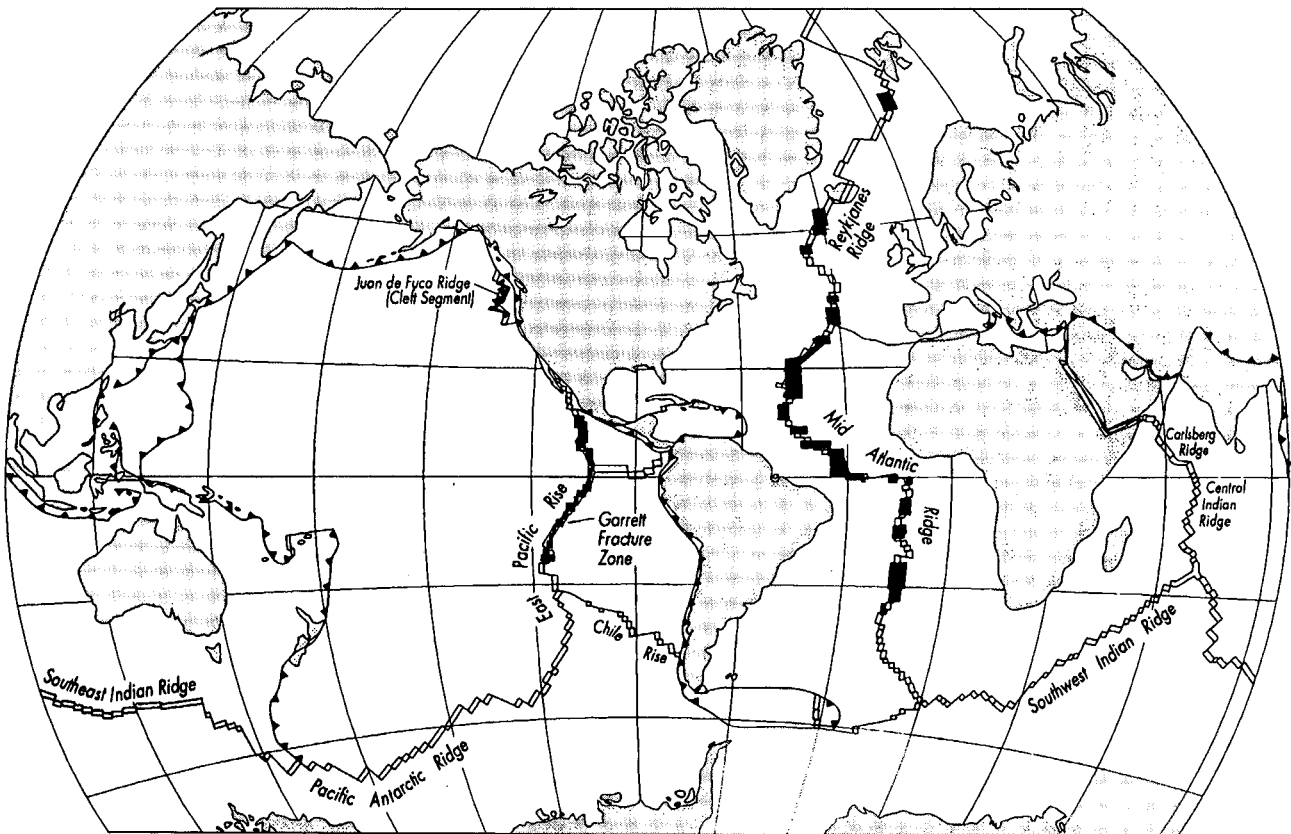 Reykjanes
Ridge
Juan de Fuca Ridge
(Cleft Segment)
Mid
Atlantic
Ridge
Carlsberg
Ridge
Central
Indian
Ridge
East
Pacific
Rise
Garrett
Fracture
Zone
Chile
Rise
Southeast Indian Ridge
Pacific Antarctic Ridge
Southwest Indian Ridge